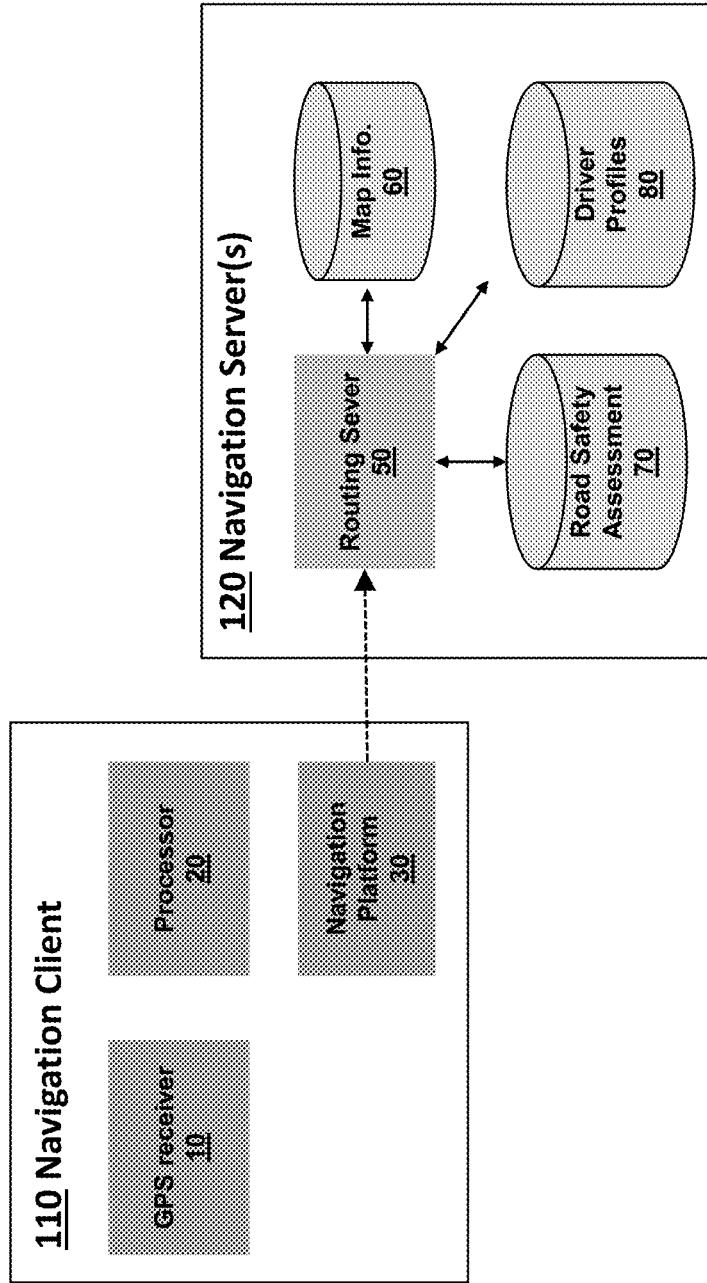 110 Navigation Client
GPS receiver
10
Processor
20
Navigation
Platform
30
120 Navigation Server(s)
Routing Sever
50
Map Info.
60
Road Safety
Assessment
70
Driver
Profiles
80